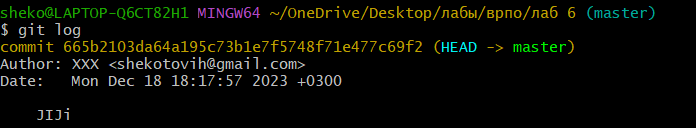 sheko@LAPTOP-Q6CT82H1 MINGW64 ~/OneDrive/Desktop/лабы/врпо/лаб 6 (master)
$ git log
commit 665b2103da64a195c73b1e7f5748f71e477c69f2 (HEAD -> master)
Author: XXX <shekotovih@gmail.com>
Date:   Mon Dec 18 18:17:57 2023 +0300
    JIJi